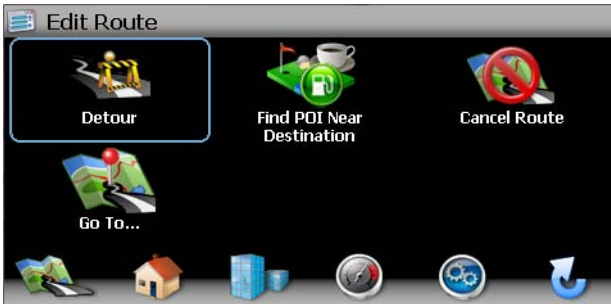 Edit Route
Detour
Find POI Near
Destination
Cancel Route
Go To...